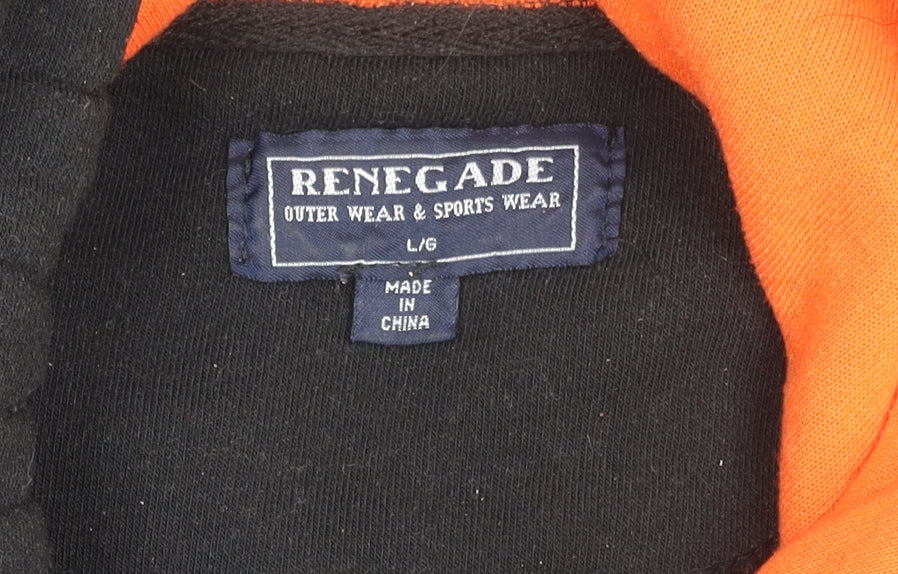 RENEGADE
OUTER WEAR & SPORTS WEAR
L/G
MADE
IN
CHINA